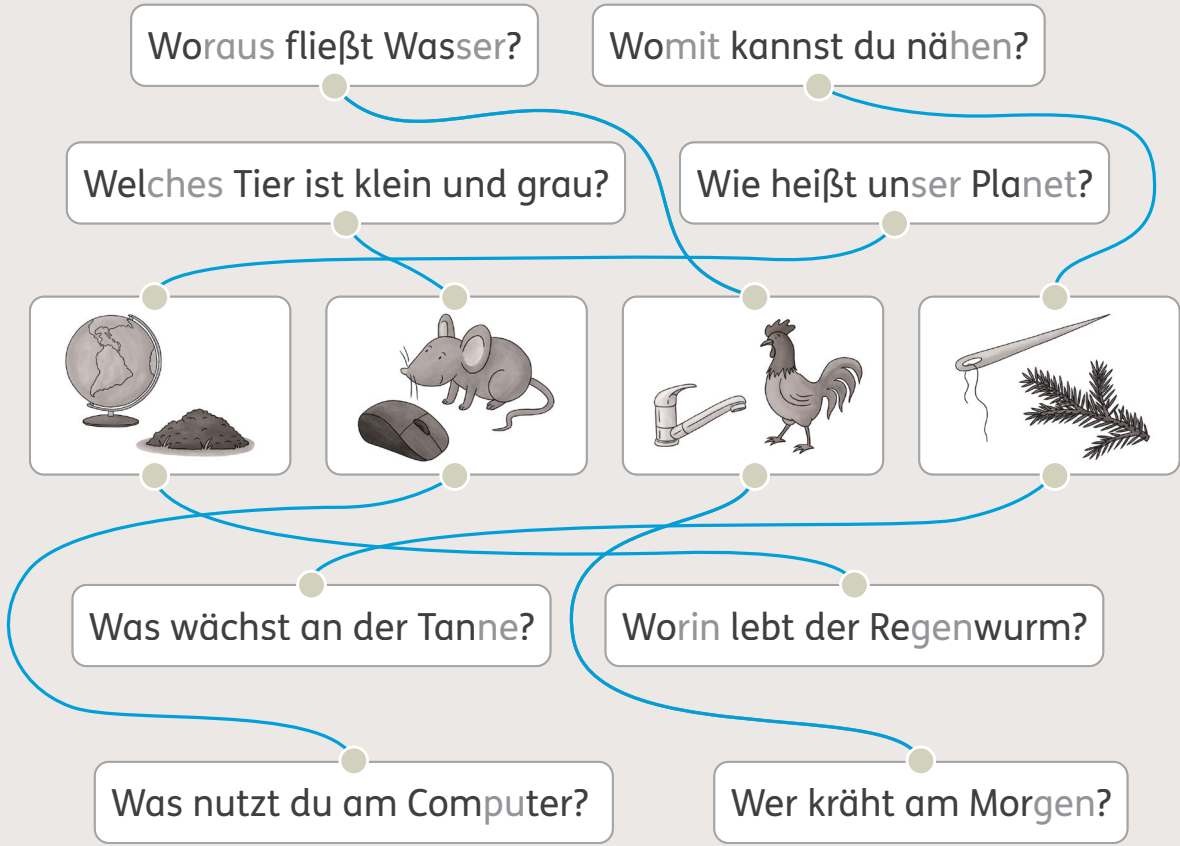 Woraus fließt Wasser?
Womit kannst du nähen?
Welches Tier ist klein und grau?
Wie heißt unser Planet?
Was wächst an der Tanne?
Worin lebt der Regenwurm?
Was nutzt du am Computer?
Wer kräht am Morgen?